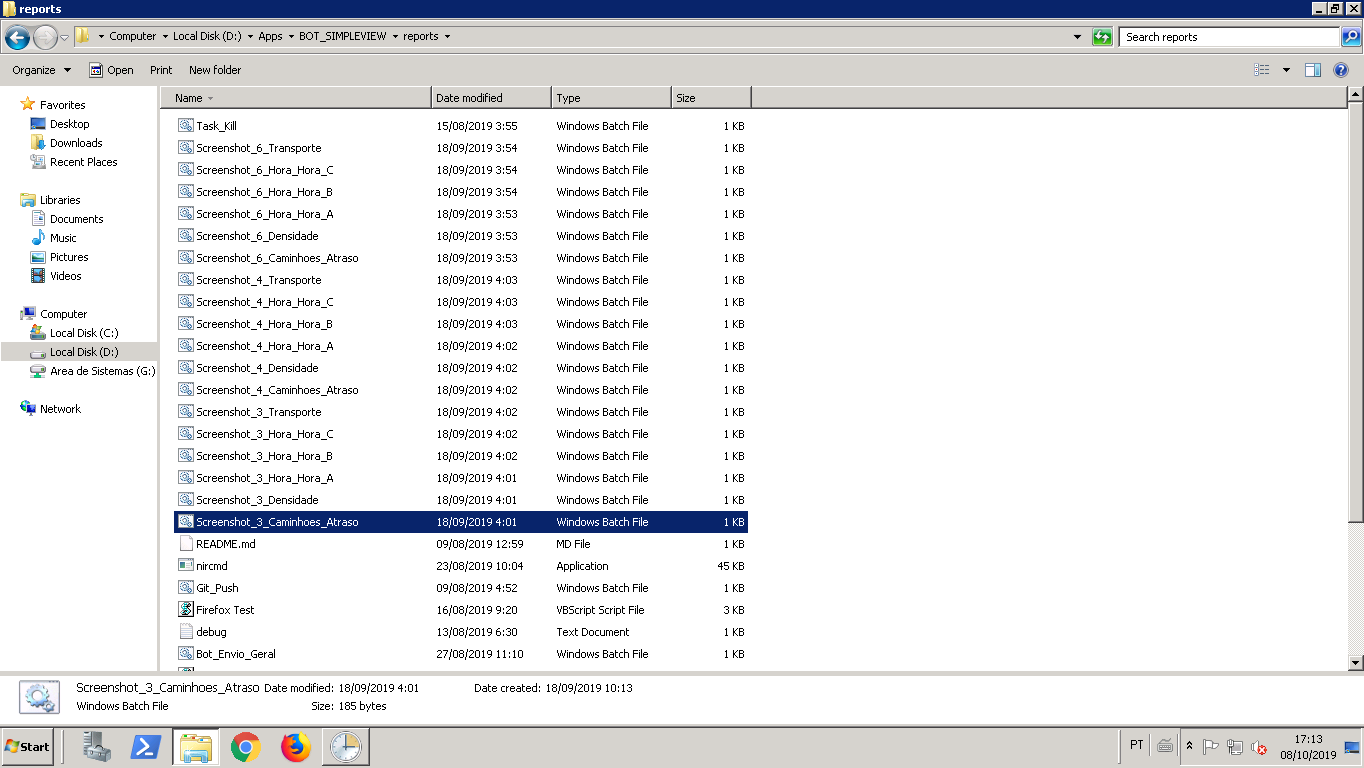 reports
Computer Local Disk (D:) Apps BOT_SIMPLEVIEW reports
Search reports
Organize Open Print New folder
Name Date modified Type Size
Favorites
Desktop
Downloads
Recent Places
Libraries
Documents
Music
Pictures
Videos
Computer
Local Disk (C:)
Local Disk (D:)
Area de Sistemas (G:)
Network
Task_Kill 15/08/2019 3:55 Windows Batch File 1 KB
Screenshot_6_Transporte 18/09/2019 3:54 Windows Batch File 1 KB
Screenshot_6_Hora_Hora_C 18/09/2019 3:54 Windows Batch File 1 KB
Screenshot_6_Hora_Hora_B 18/09/2019 3:54 Windows Batch File 1 KB
Screenshot_6_Hora_Hora_A 18/09/2019 3:53 Windows Batch File 1 KB
Screenshot_6_Densidade 18/09/2019 3:53 Windows Batch File 1 KB
Screenshot_6_Caminhoes_Atraso 18/09/2019 3:53 Windows Batch File 1 KB
Screenshot_4_Transporte 18/09/2019 4:03 Windows Batch File 1 KB
Screenshot_4_Hora_Hora_C 18/09/2019 4:03 Windows Batch File 1 KB
Screenshot_4_Hora_Hora_B 18/09/2019 4:03 Windows Batch File 1 KB
Screenshot_4_Hora_Hora_A 18/09/2019 4:02 Windows Batch File 1 KB
Screenshot_4_Densidade 18/09/2019 4:02 Windows Batch File 1 KB
Screenshot_4_Caminhoes_Atraso 18/09/2019 4:02 Windows Batch File 1 KB
Screenshot_3_Transporte 18/09/2019 4:02 Windows Batch File 1 KB
Screenshot_3_Hora_Hora_C 18/09/2019 4:02 Windows Batch File 1 KB
Screenshot_3_Hora_Hora_B 18/09/2019 4:02 Windows Batch File 1 KB
Screenshot_3_Hora_Hora_A 18/09/2019 4:01 Windows Batch File 1 KB
Screenshot_3_Densidade 18/09/2019 4:01 Windows Batch File 1 KB
Screenshot_3_Caminhoes_Atraso 18/09/2019 4:01 Windows Batch File 1 KB
README.md 09/08/2019 12:59 MD File 1 KB
nircmd 23/08/2019 10:04 Application 45 KB
Git_Push 09/08/2019 4:52 Windows Batch File 1 KB
Firefox Test 16/08/2019 9:20 VBScript Script File 3 KB
debug 13/08/2019 6:30 Text Document 1 KB
Bot_Envio_Geral 27/08/2019 11:10 Windows Batch File 1 KB
Screenshot_3_Caminhoes_Atraso Date modified: 18/09/2019 4:01 Date created: 18/09/2019 10:13
Windows Batch File Size: 185 bytes
Start PT 17:13
08/10/2019